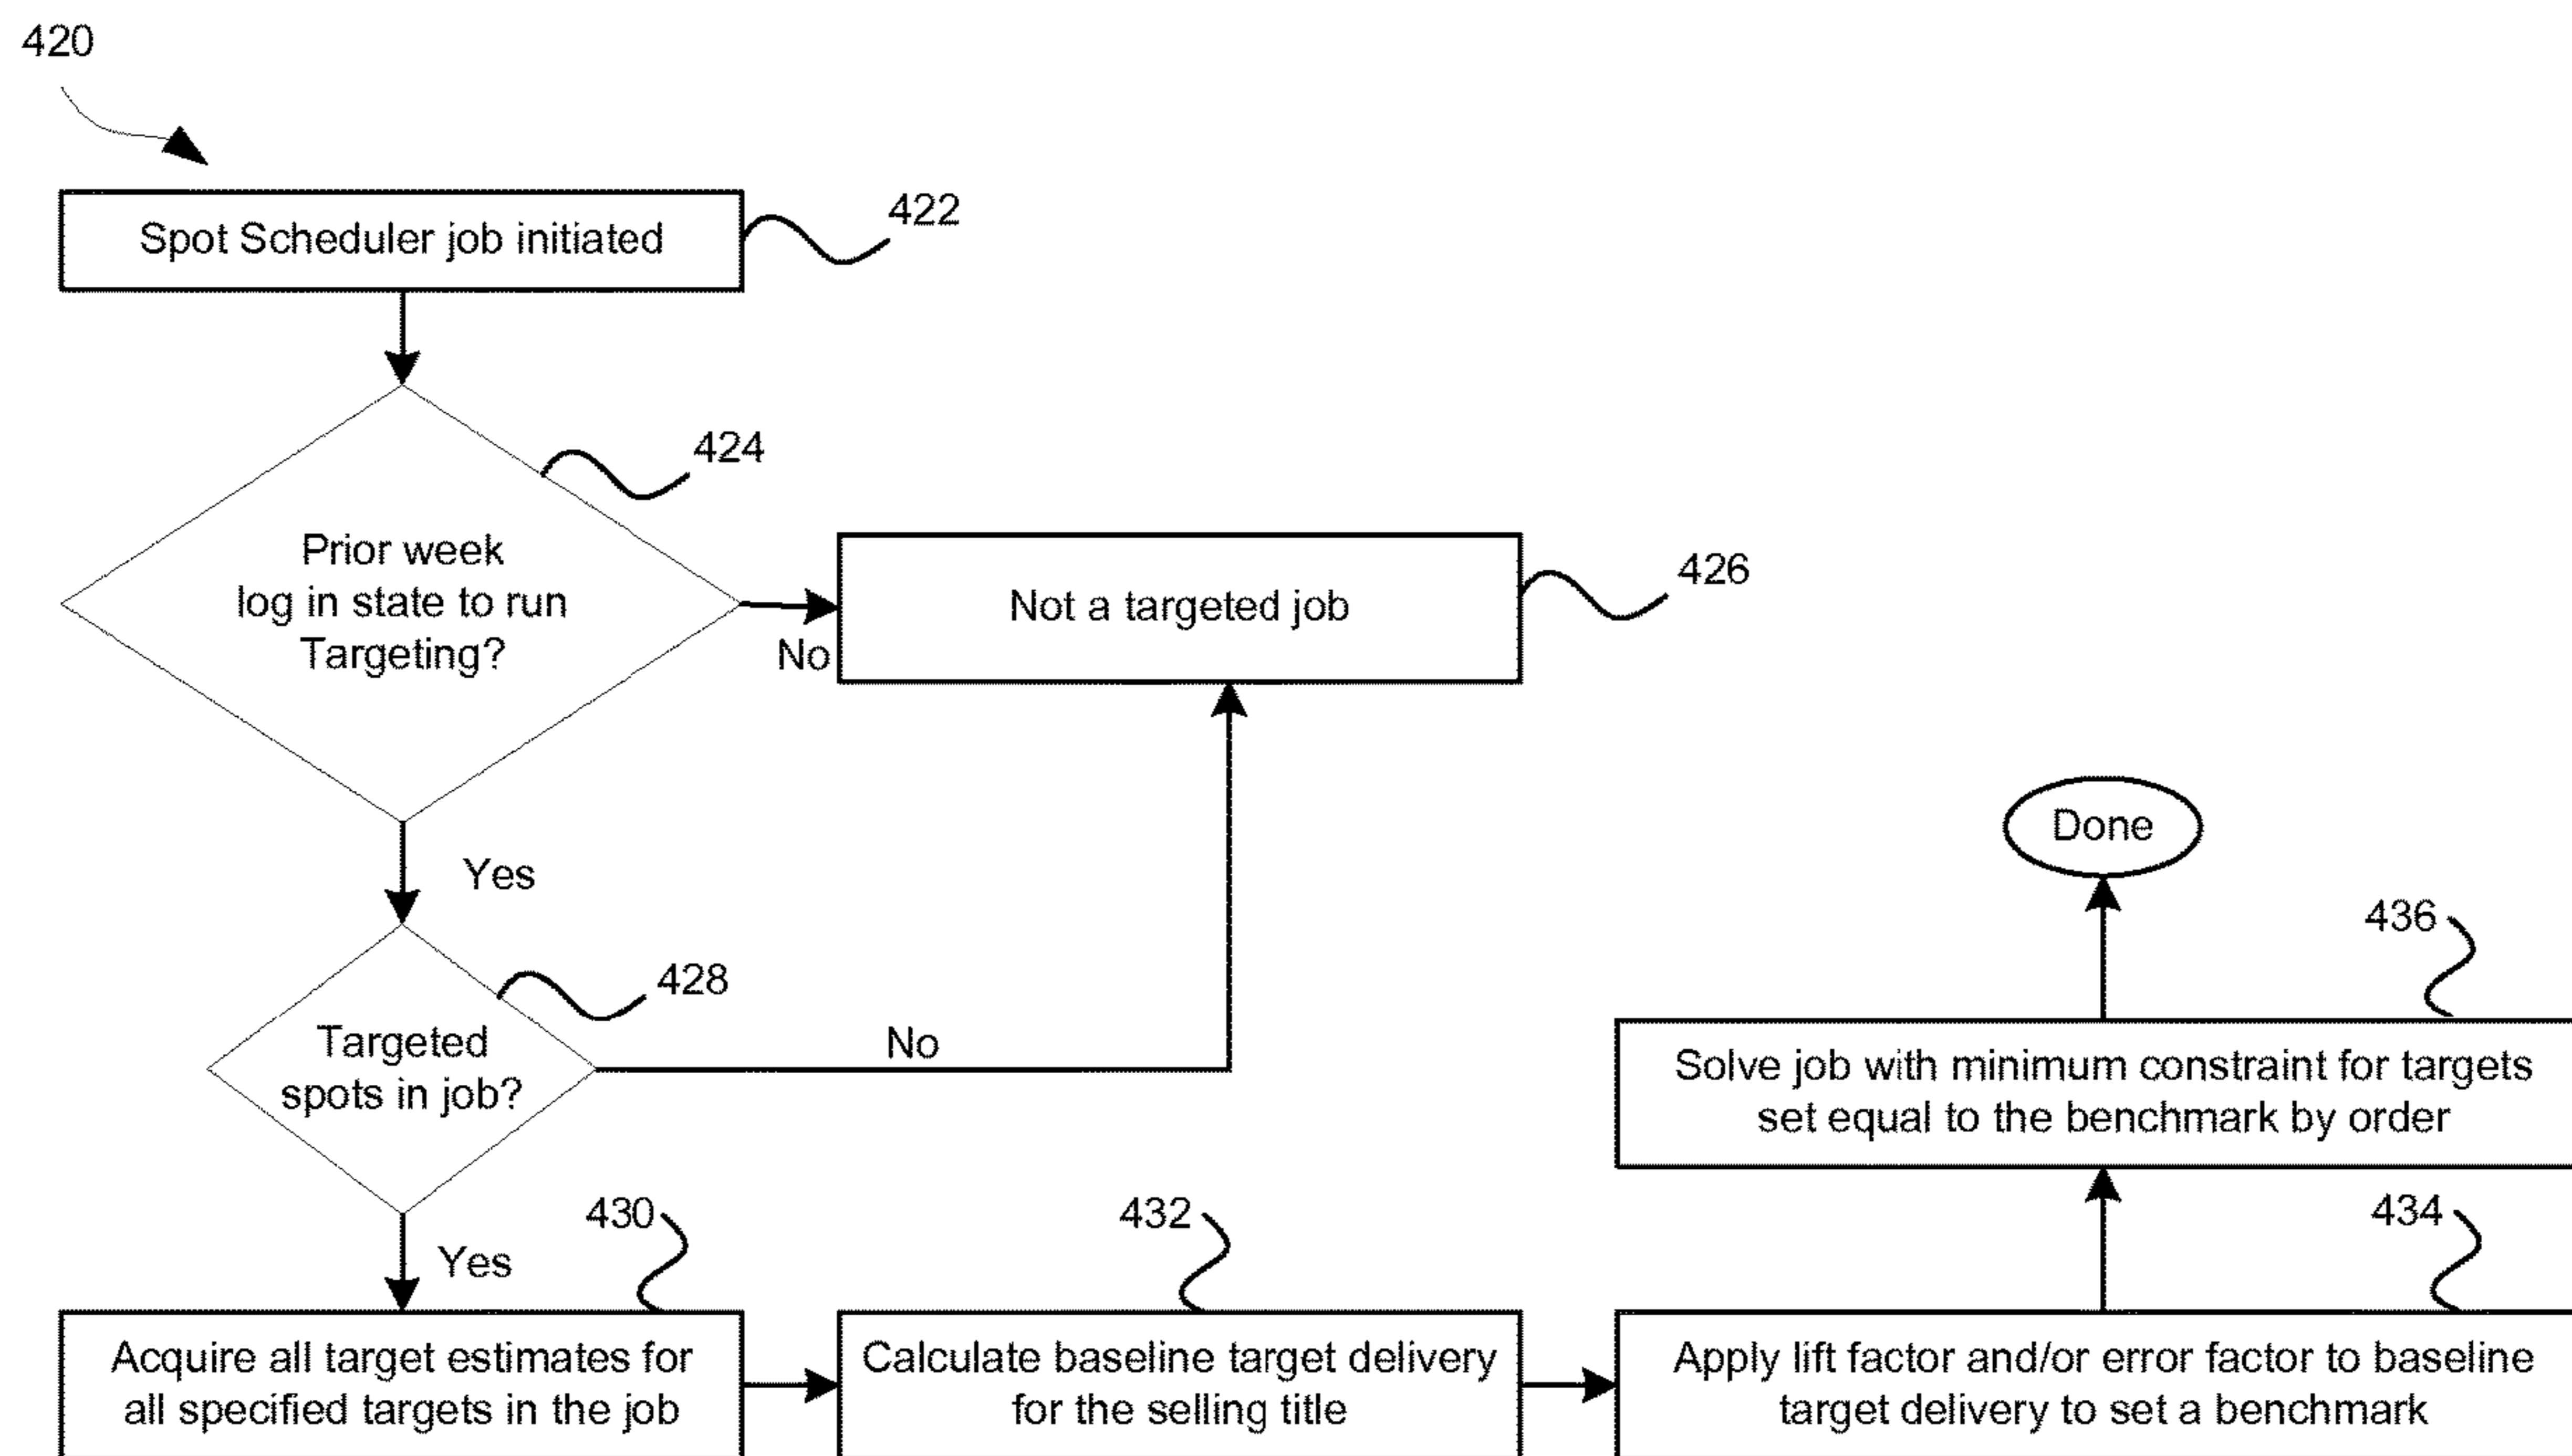 420
Spot Scheduler job initiated
422
424
Prior week
log in state to run
Targeting?
No
Not a targeted job
426
Yes
428
Targeted
spots in job?
No
Done
436
Solve job with minimum constraint for targets
set equal to the benchmark by order
Yes
430
Acquire all target estimates for
all specified targets in the job
432
Calculate baseline target delivery
for the selling title
434
Apply lift factor and/or error factor to baseline
target delivery to set a benchmark